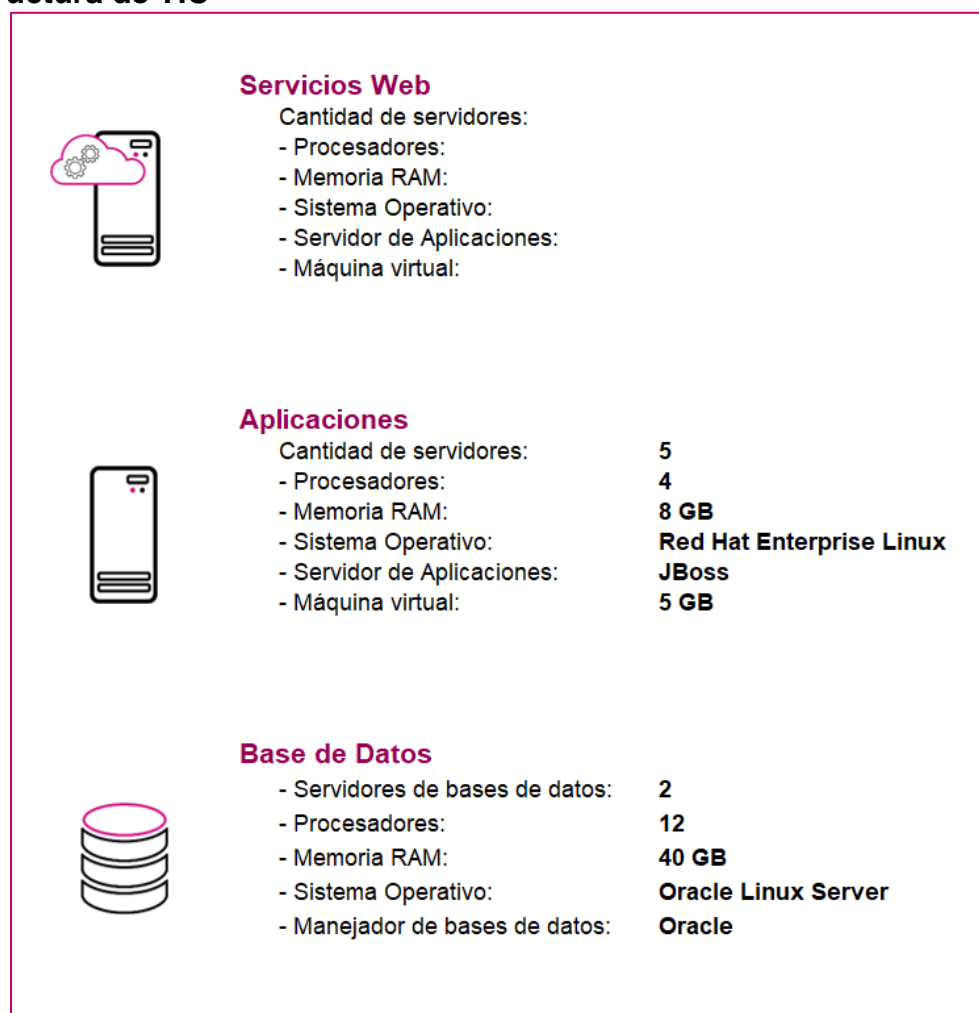 Servicios Web
Cantidad de servidores:
- Procesadores:
- Memoria RAM:
- Sistema Operativo:
- Servidor de Aplicaciones:
- Máquina virtual:
Aplicaciones
Cantidad de servidores: 5
- Procesadores: 4
- Memoria RAM: 8 GB
- Sistema Operativo: Red Hat Enterprise Linux
- Servidor de Aplicaciones: JBoss
- Máquina virtual: 5 GB
Base de Datos
- Servidores de bases de datos: 2
- Procesadores: 12
- Memoria RAM: 40 GB
- Sistema Operativo: Oracle Linux Server
- Manejador de bases de datos: Oracle